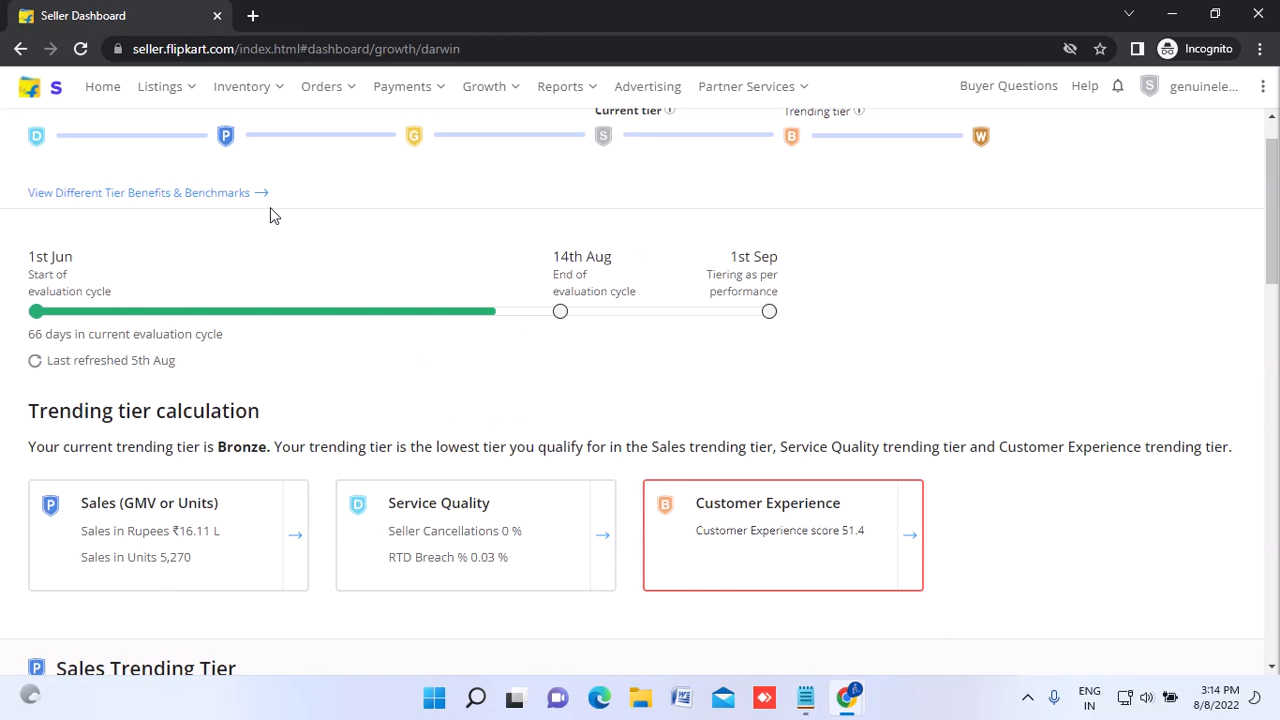 Seller Dashboard
seller.flipkart.com/index.html#dashboard/growth/darwin
Incognito
S
Home Listings Inventory Orders Payments Growth Reports Advertising Partner Services Buyer Questions Help S genuinele...
Current tier Trending tier
D P G S B W
View Different Tier Benefits & Benchmarks →
1st Jun 14th Aug 1st Sep
Start of End of Tiering as per
evaluation cycle evaluation cycle performance
66 days in current evaluation cycle
Last refreshed 5th Aug
Trending tier calculation
Your current trending tier is Bronze. Your trending tier is the lowest tier you qualify for in the Sales trending tier, Service Quality trending tier and Customer Experience trending tier.
P Sales (GMV or Units)
Sales in Rupees ₹16.11 L
Sales in Units 5,270
D Service Quality
Seller Cancellations 0 %
RTD Breach % 0.03 %
B Customer Experience
Customer Experience score 51.4
P Sales Trending Tier
ENG
IN
3:14 PM
8/8/2022